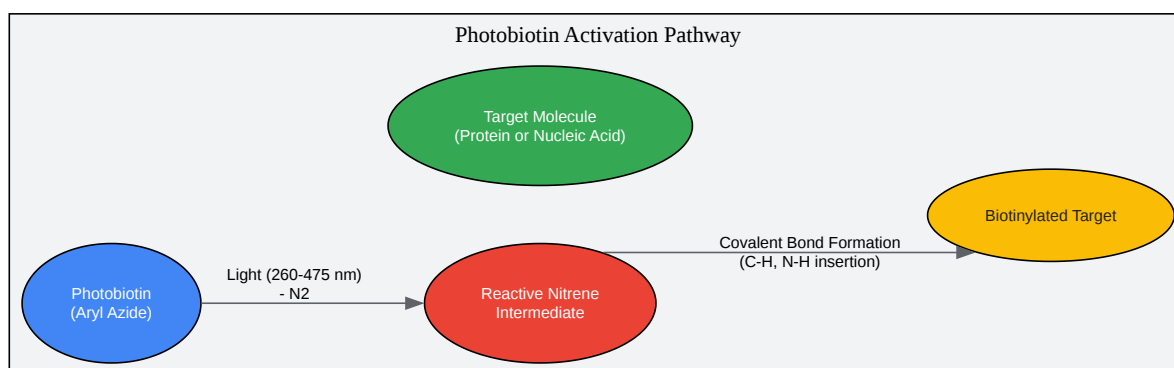 Photobiotin Activation Pathway
Target Molecule
(Protein or Nucleic Acid)
Biotinylated Target
Covalent Bond Formation
(C-H, N-H insertion)
Light (260-475 nm)
- N2
Photobiotin
(Aryl Azide)
Reactive Nitrene
Intermediate